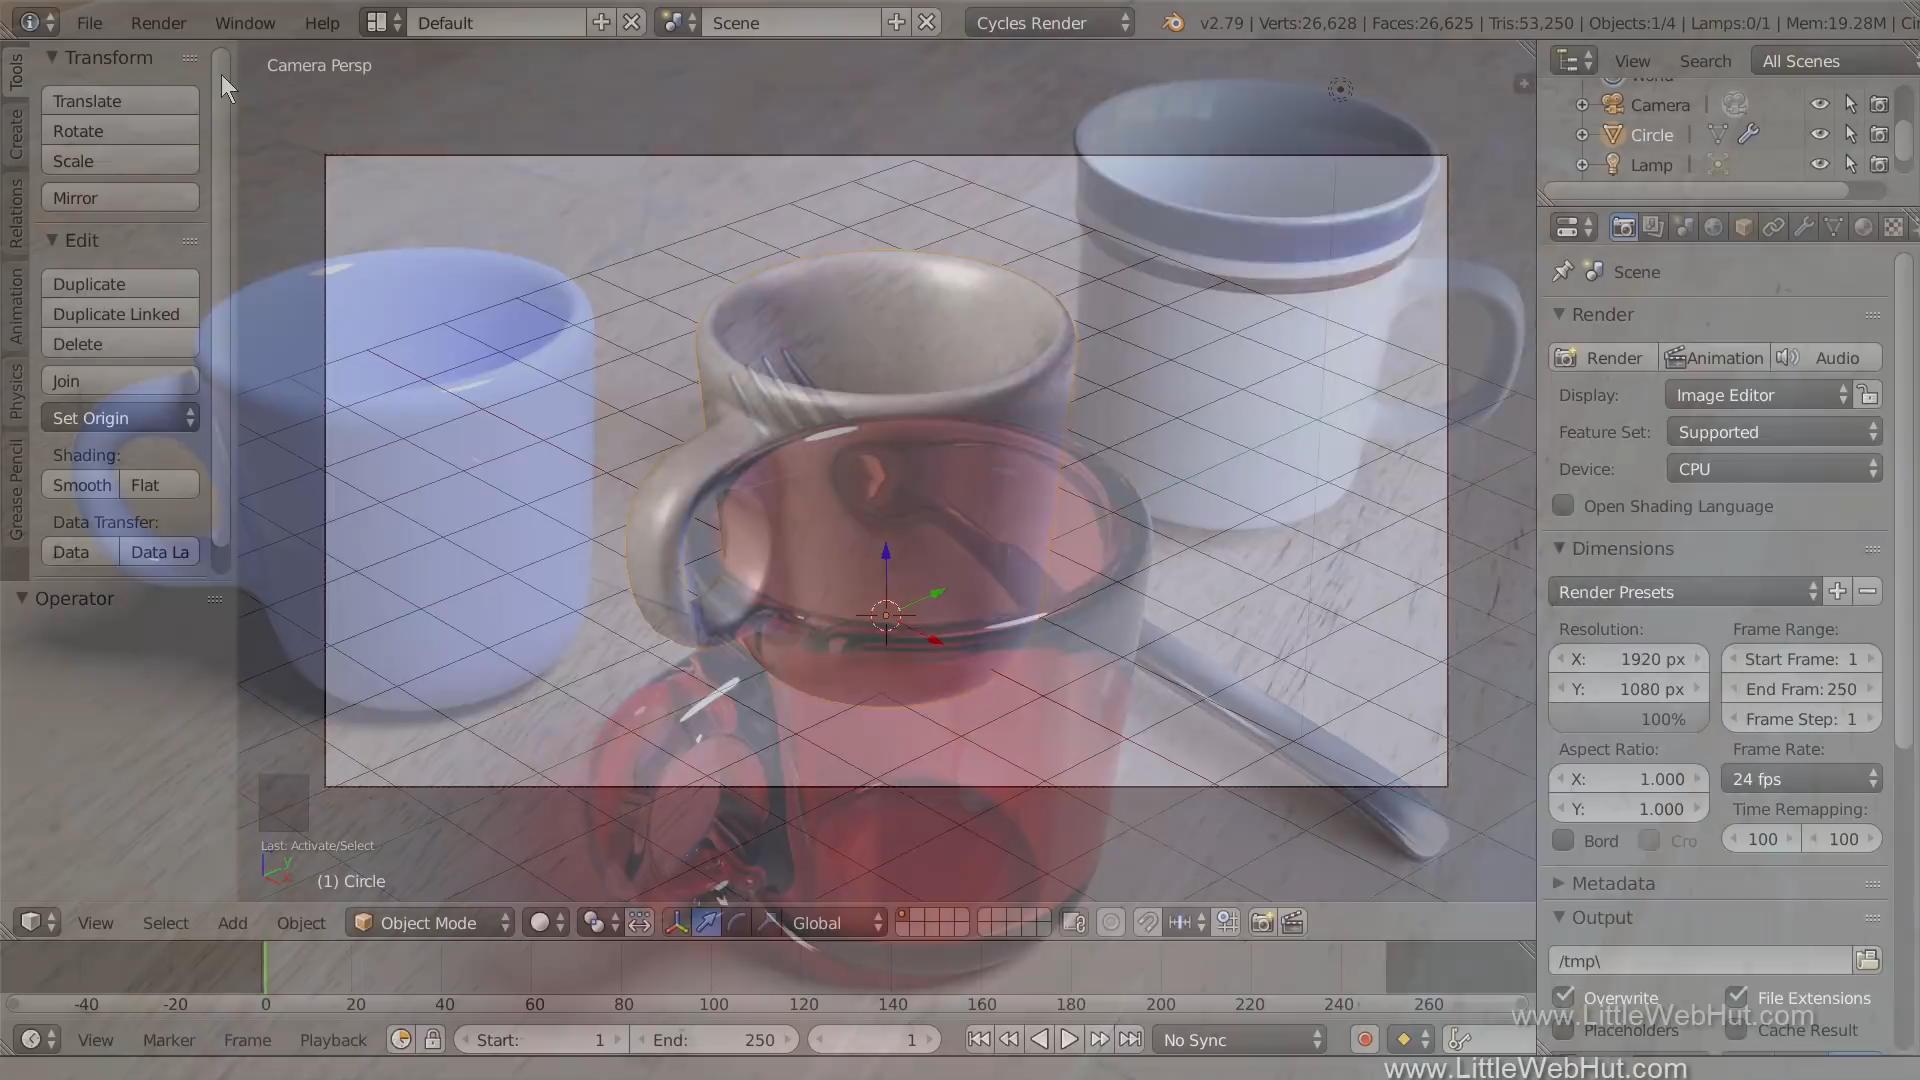 File Render Window Help Default Scene Cycles Render v2.79 | Verts:26,628 | Faces:26,625 | Tris:53,250 | Objects:1/4 | Lamps:0/1 | Mem:19.28M |
Tools
Create
Relations
Animation
Physics
Grease Pencil
Transform
Translate
Rotate
Scale
Mirror
Edit
Duplicate
Duplicate Linked
Delete
Join
Set Origin
Shading:
Smooth Flat
Data Transfer:
Data Data La
Operator
Camera Persp
Last: Activate/Select
(1) Circle
View Search All Scenes
World
Camera
Circle
Lamp
Scene
Render
Render Animation Audio
Display: Image Editor
Feature Set: Supported
Device: CPU
Open Shading Language
Dimensions
Render Presets
Resolution: Frame Range:
X: 1920 px Start Frame: 1
Y: 1080 px End Fram: 250
100% Frame Step: 1
Aspect Ratio: Frame Rate:
X: 1.000 24 fps
Y: 1.000 Time Remapping:
Bord Cro 100 100
Metadata
Output
/tmp\
Overwrite File Extensions
Placeholders Cache Result
View Select Add Object Object Mode Global
-40 -20 0 20 40 60 80 100 120 140 160 180 200 220 240 260
View Marker Frame Playback Start: 1 End: 250 1 No Sync
www.LittleWebHut.com
www.LittleWebHut.com